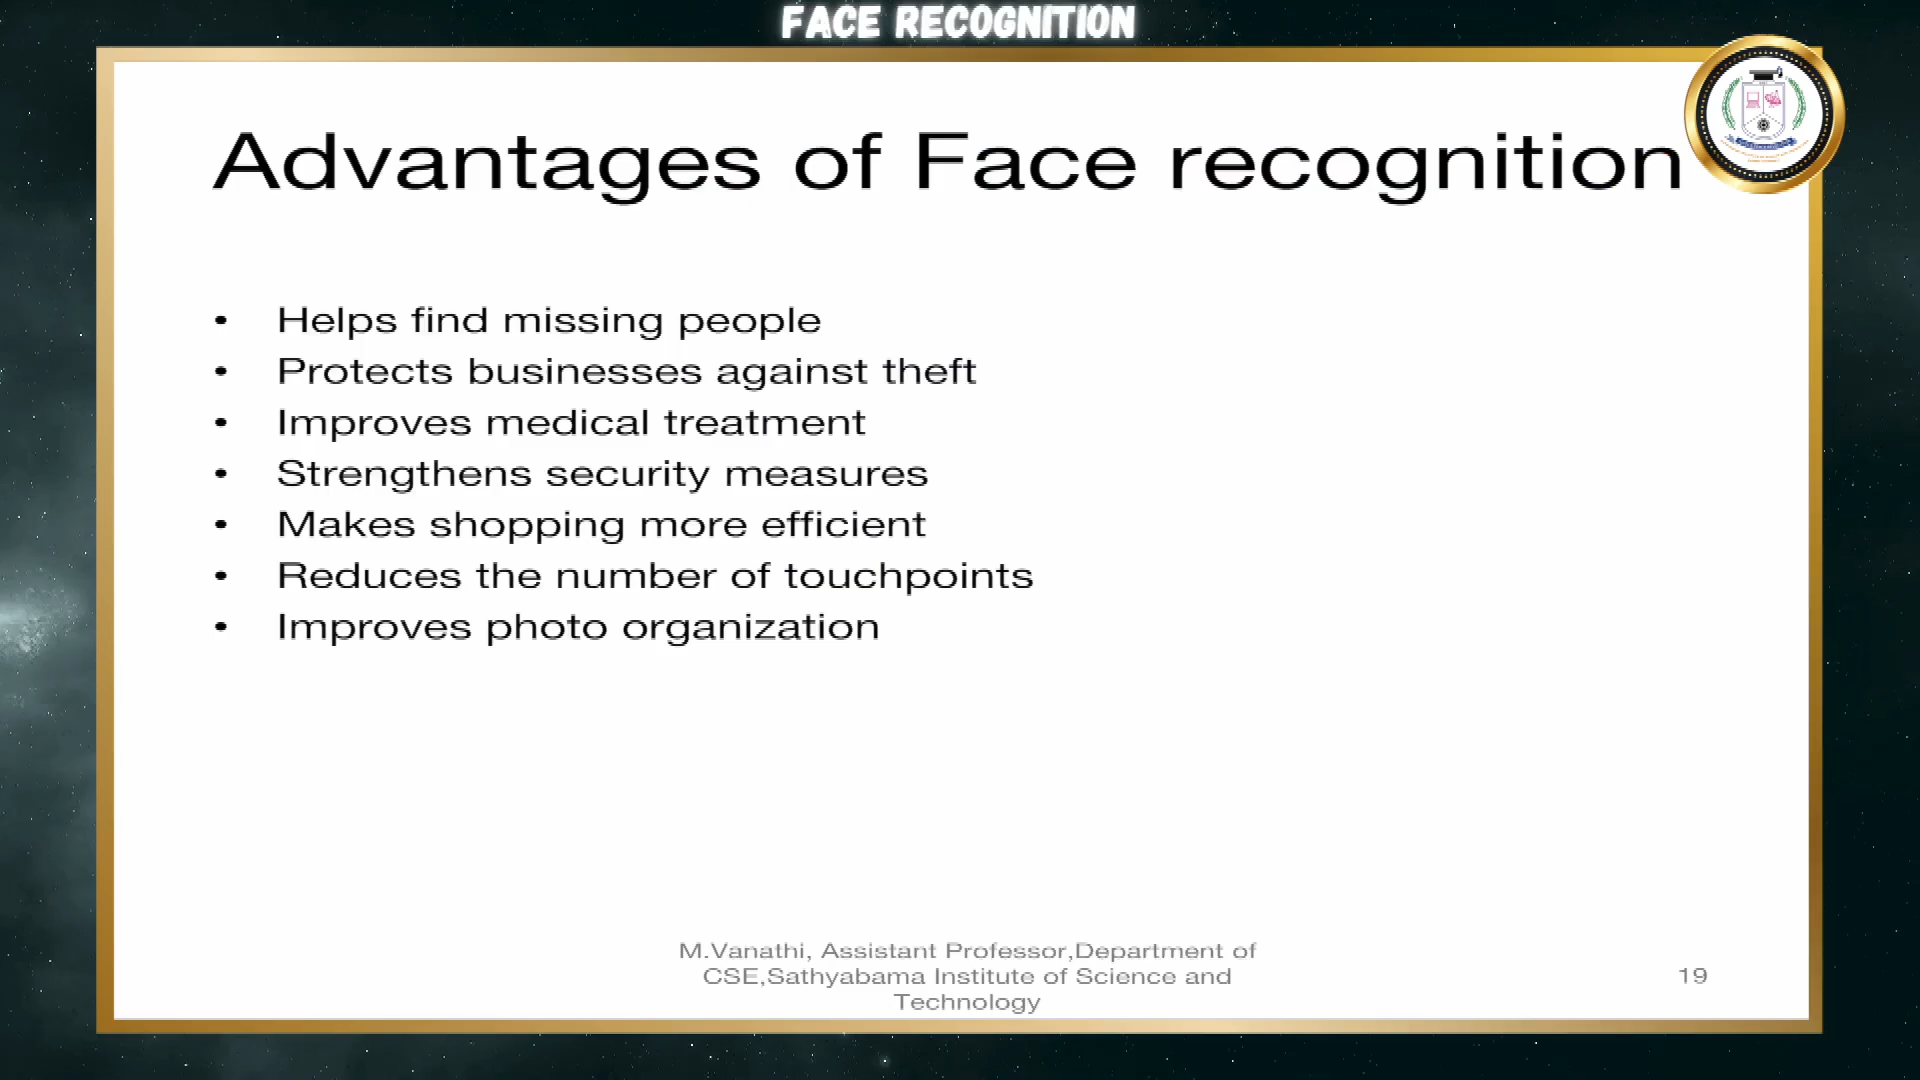 FACE RECOGNITION
Advantages of Face recognition
• Helps find missing people
• Protects businesses against theft
• Improves medical treatment
• Strengthens security measures
• Makes shopping more efficient
• Reduces the number of touchpoints
• Improves photo organization
M.Vanathi, Assistant Professor,Department of
CSE,Sathyabama Institute of Science and
Technology
19